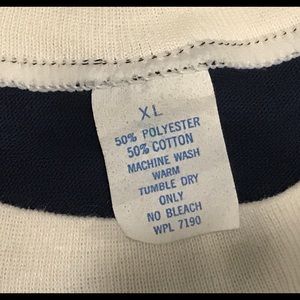 XL
50% POLYESTER
50% COTTON
MACHINE WASH
WARM
TUMBLE DRY
ONLY
NO BLEACH
WPL 7190